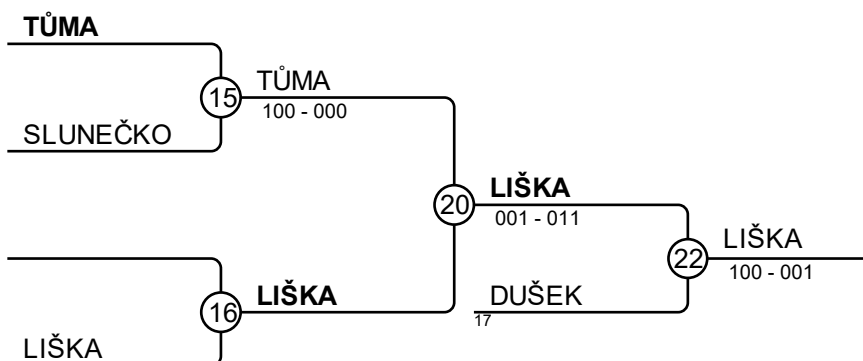 TŮMA
15
TŮMA
100 - 000
SLUNEČKO
20
LIŠKA
001 - 011
22
LIŠKA
100 - 001
16
LIŠKA
DUŠEK
17
LIŠKA